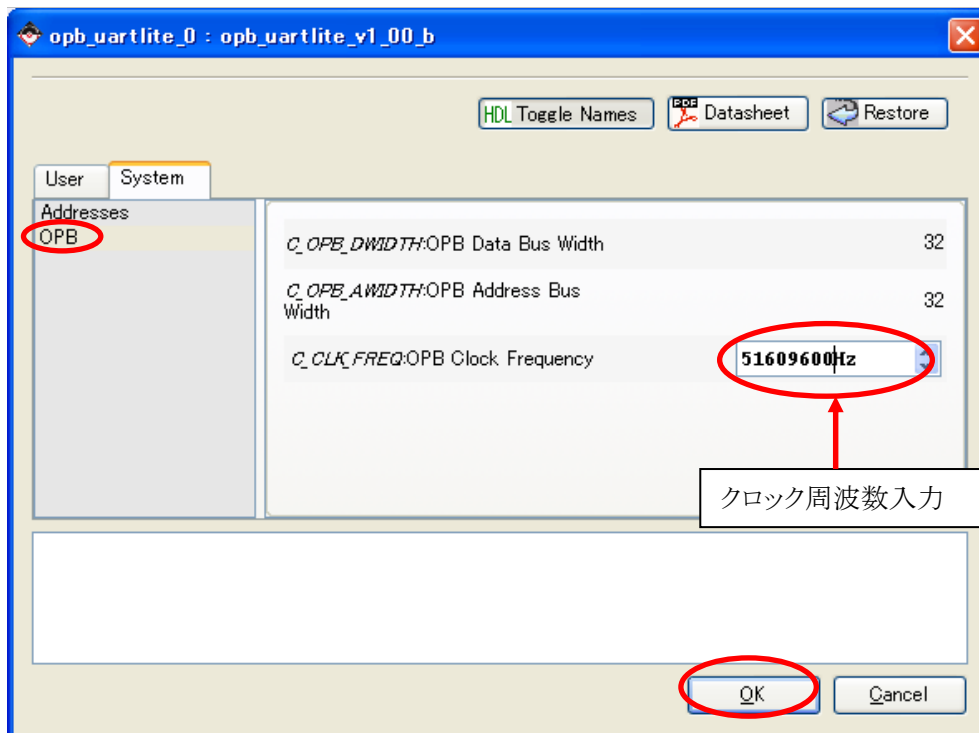 opb_uartlite_0 : opb_uartlite_v1_00_b
HDL Toggle Names
PDF Datasheet
Restore
User
System
Addresses
OPB
C_OPB_DWIDTH:OPB Data Bus Width
32
C_OPB_AWIDTH:OPB Address Bus
Width
32
C_CLK_FREQ:OPB Clock Frequency
51609600Hz
クロック周波数入力
OK
Cancel